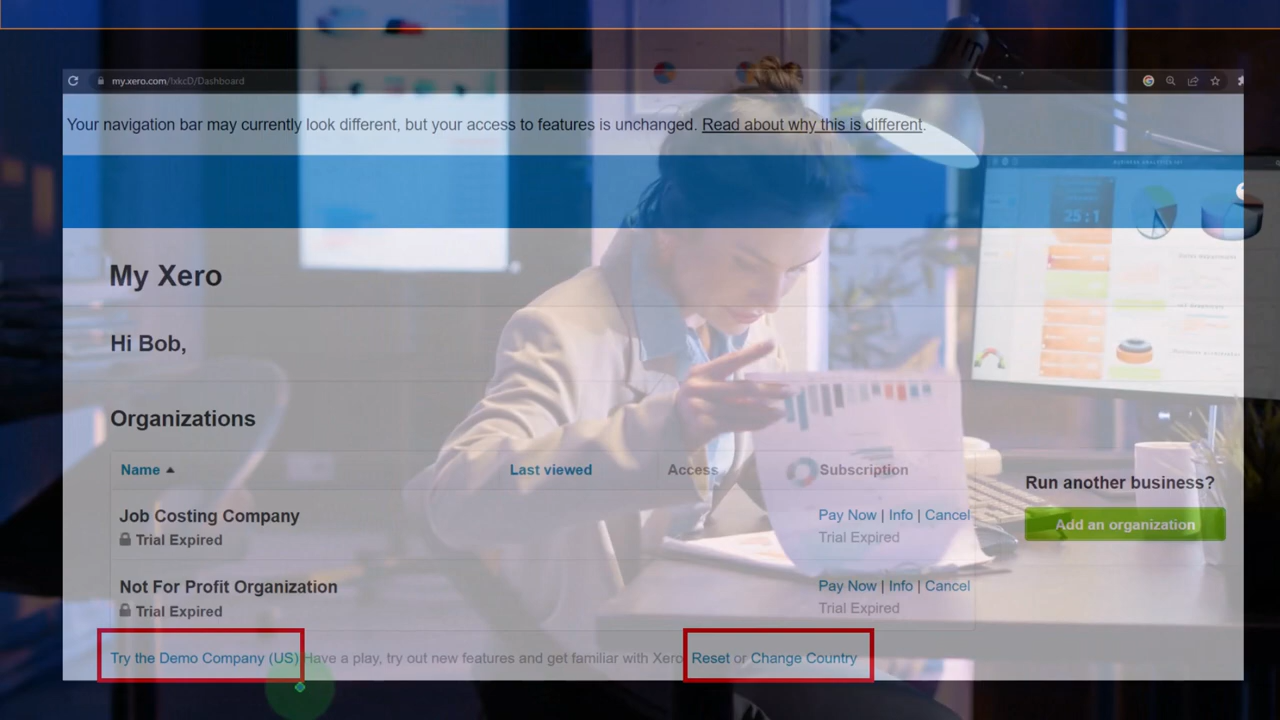 my.xero.com/!xkcD/Dashboard
Your navigation bar may currently look different, but your access to features is unchanged. Read about why this is different.
25:1
My Xero
Hi Bob,
Organizations
Name Last viewed Access Subscription
Run another business?
Add an organization
Job Costing Company Pay Now | Info | Cancel
Trial Expired Trial Expired
Not For Profit Organization Pay Now | Info | Cancel
Trial Expired Trial Expired
Try the Demo Company (US) Have a play, try out new features and get familiar with Xero Reset or Change Country